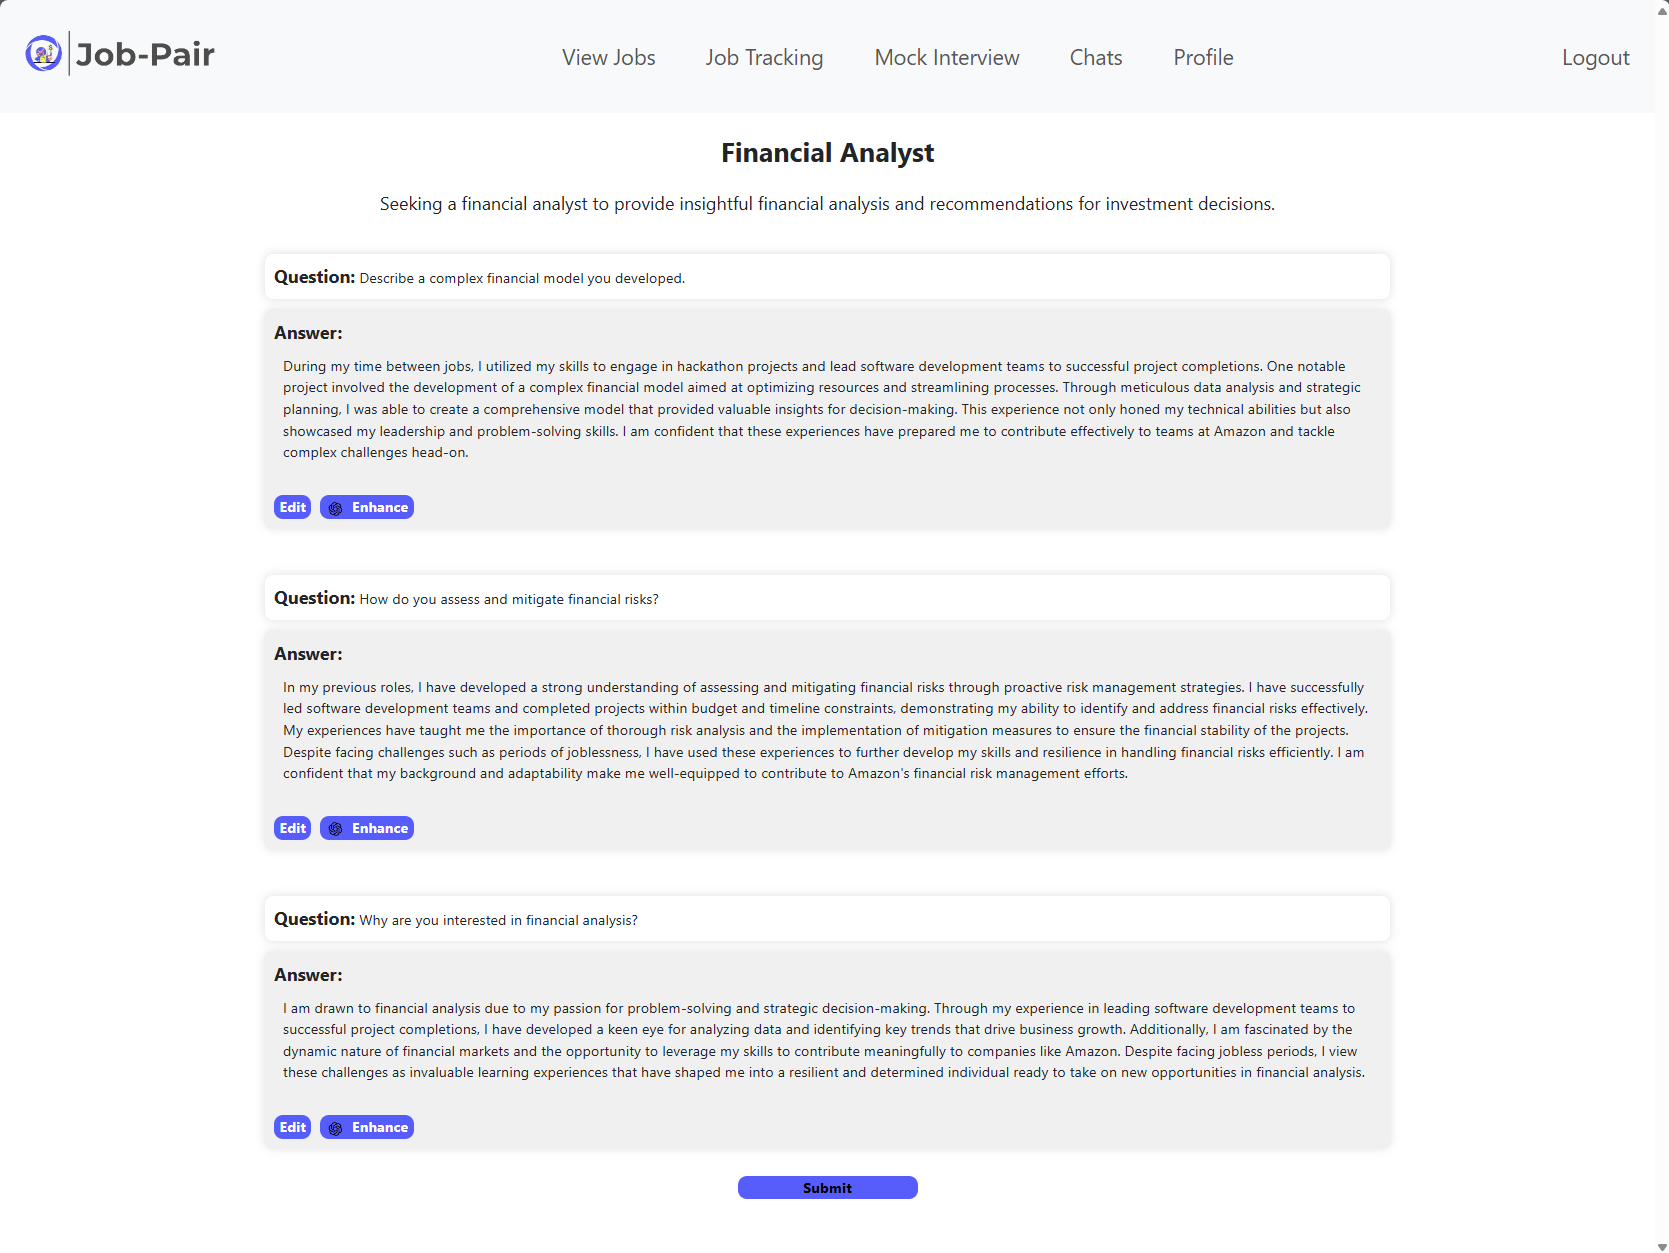 Job-Pair
View Jobs
Job Tracking
Mock Interview
Chats
Profile
Logout
Financial Analyst
Seeking a financial analyst to provide insightful financial analysis and recommendations for investment decisions.
Question: Describe a complex financial model you developed.
Answer:
During my time between jobs, I utilized my skills to engage in hackathon projects and lead software development teams to successful project completions. One notable
project involved the development of a complex financial model aimed at optimizing resources and streamlining processes. Through meticulous data analysis and strategic
planning, I was able to create a comprehensive model that provided valuable insights for decision-making. This experience not only honed my technical abilities but also
showcased my leadership and problem-solving skills. I am confident that these experiences have prepared me to contribute effectively to teams at Amazon and tackle
complex challenges head-on.
Edit
Enhance
Question: How do you assess and mitigate financial risks?
Answer:
In my previous roles, I have developed a strong understanding of assessing and mitigating financial risks through proactive risk management strategies. I have successfully
led software development teams and completed projects within budget and timeline constraints, demonstrating my ability to identify and address financial risks effectively.
My experiences have taught me the importance of thorough risk analysis and the implementation of mitigation measures to ensure the financial stability of the projects.
Despite facing challenges such as periods of joblessness, I have used these experiences to further develop my skills and resilience in handling financial risks efficiently. I am
confident that my background and adaptability make me well-equipped to contribute to Amazon's financial risk management efforts.
Edit
Enhance
Question: Why are you interested in financial analysis?
Answer:
I am drawn to financial analysis due to my passion for problem-solving and strategic decision-making. Through my experience in leading software development teams to
successful project completions, I have developed a keen eye for analyzing data and identifying key trends that drive business growth. Additionally, I am fascinated by the
dynamic nature of financial markets and the opportunity to leverage my skills to contribute meaningfully to companies like Amazon. Despite facing jobless periods, I view
these challenges as invaluable learning experiences that have shaped me into a resilient and determined individual ready to take on new opportunities in financial analysis.
Edit
Enhance
Submit